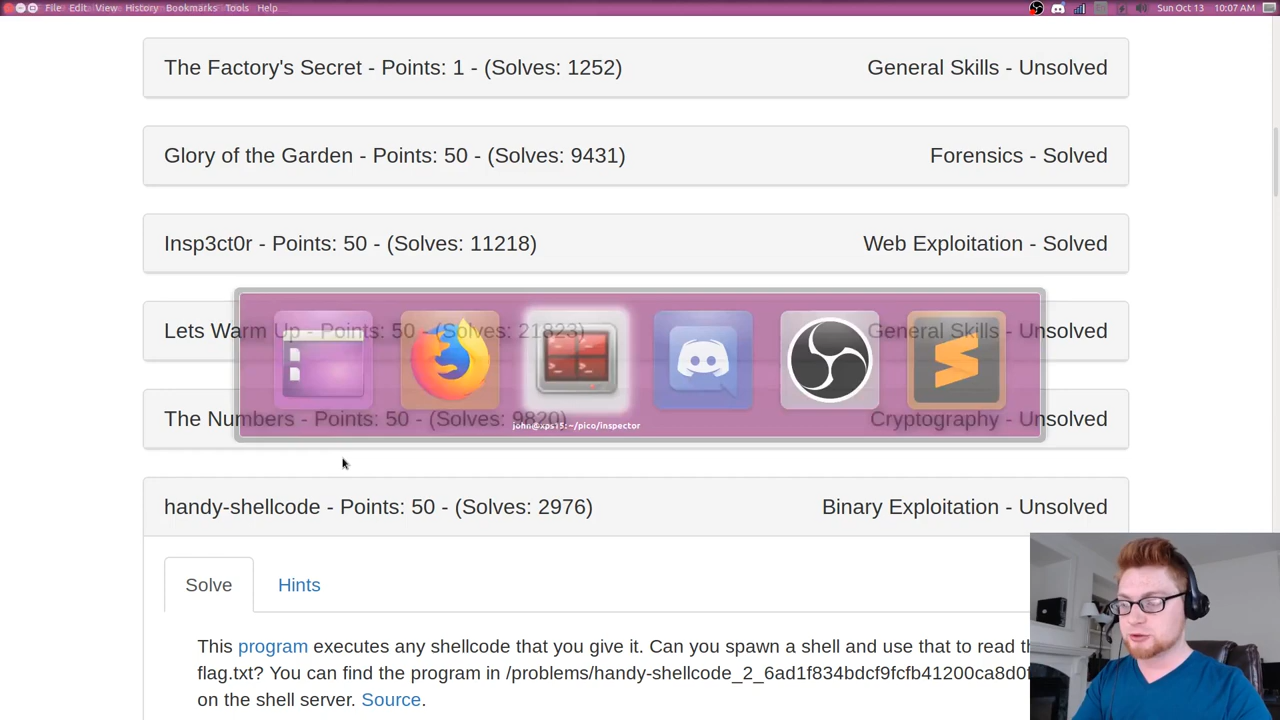 File Edit View History Bookmarks Tools Help
Sun Oct 13 10:07 AM
The Factory's Secret - Points: 1 - (Solves: 1252) General Skills - Unsolved
Glory of the Garden - Points: 50 - (Solves: 9431) Forensics - Solved
Insp3ct0r - Points: 50 - (Solves: 11218) Web Exploitation - Solved
Lets Warm Up - Points: 50 - (Solves: 21823) General Skills - Unsolved
The Numbers - Points: 50 - (Solves: 9820) Cryptography - Unsolved
john@xps15: ~/pico/inspector
handy-shellcode - Points: 50 - (Solves: 2976) Binary Exploitation - Unsolved
Solve Hints
This program executes any shellcode that you give it. Can you spawn a shell and use that to read
flag.txt? You can find the program in /problems/handy-shellcode_2_6ad1f834bdcf9fcfb41200ca8d0f
on the shell server. Source.